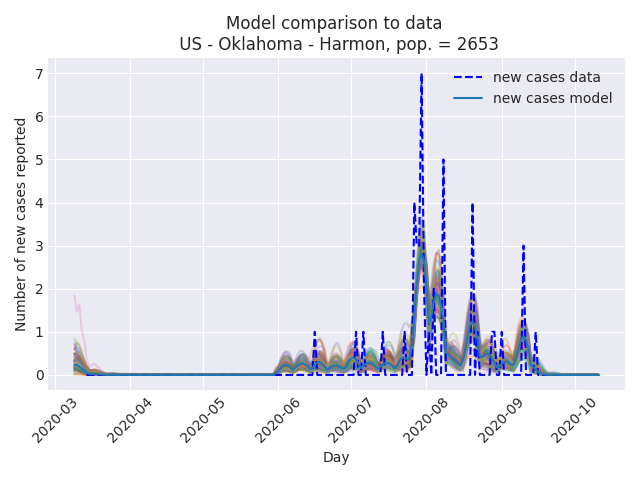 Model comparison to data
US - Oklahoma - Harmon, pop. = 2653
7
6
5
4
3
2
1
0
Number of new cases reported
new cases data
new cases model
2020-03
2020-04
2020-05
2020-06
2020-07
2020-08
2020-09
2020-10
Day